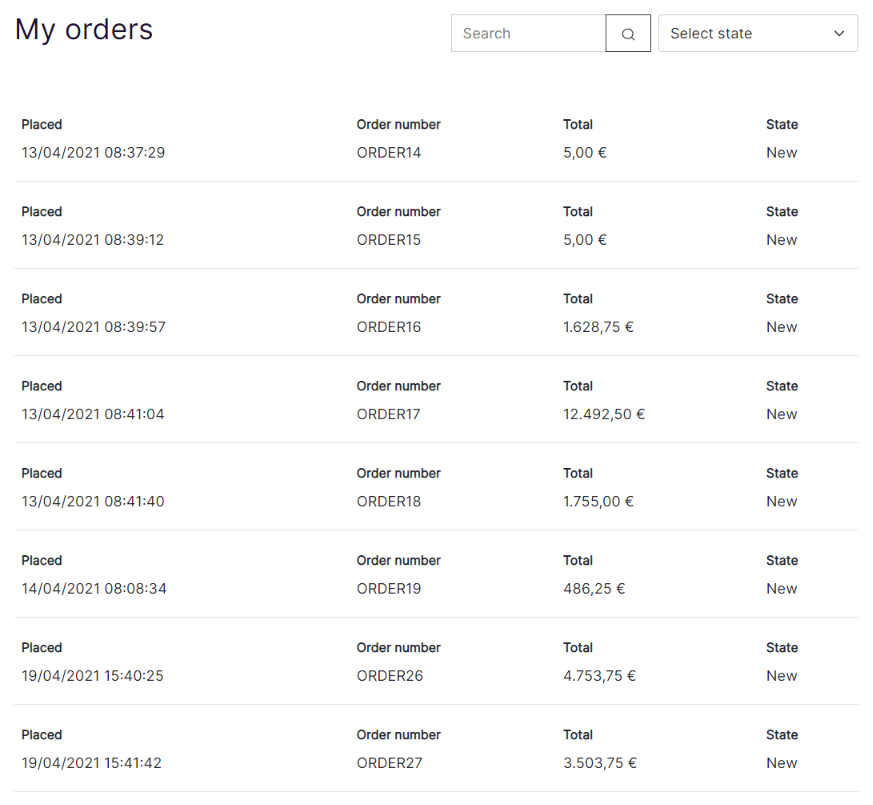 My orders
Search
Select state
Placed Order number Total State
13/04/2021 08:37:29 ORDER14 5,00 € New
Placed Order number Total State
13/04/2021 08:39:12 ORDER15 5,00 € New
Placed Order number Total State
13/04/2021 08:39:57 ORDER16 1.628,75 € New
Placed Order number Total State
13/04/2021 08:41:04 ORDER17 12.492,50 € New
Placed Order number Total State
13/04/2021 08:41:40 ORDER18 1.755,00 € New
Placed Order number Total State
14/04/2021 08:08:34 ORDER19 486,25 € New
Placed Order number Total State
19/04/2021 15:40:25 ORDER26 4.753,75 € New
Placed Order number Total State
19/04/2021 15:41:42 ORDER27 3.503,75 € New